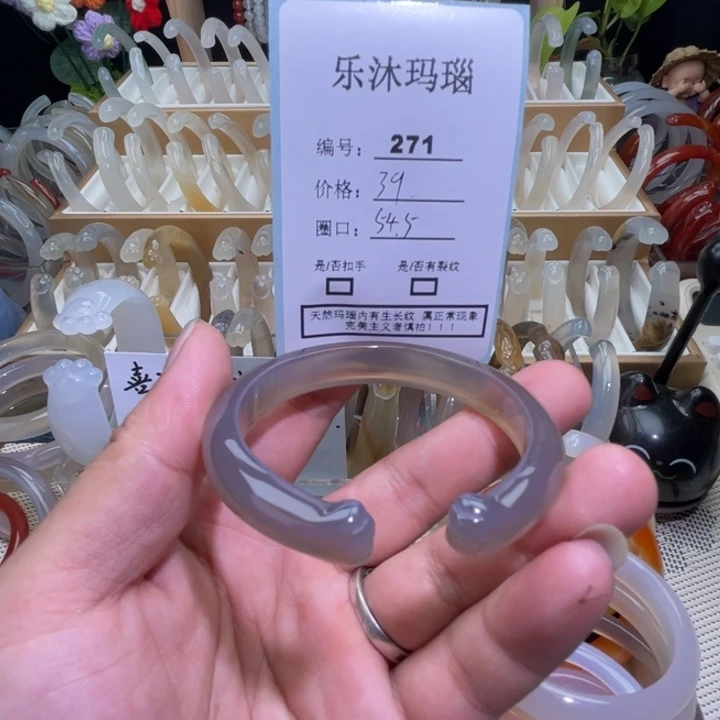 乐沐玛瑙
编号：271
价格：39.
圈口：54.5
是/否扣手 是/否有裂纹
天然玛瑙内有生长纹 属正常现象
完美主义者慎拍！！！
喜